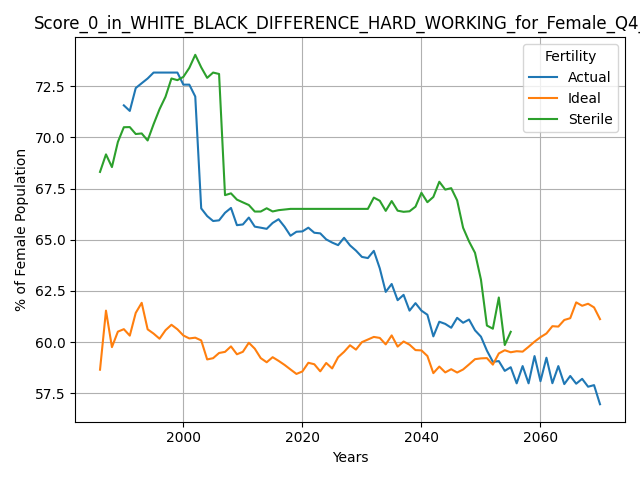 Score_0_in_WHITE_BLACK_DIFFERENCE_HARD_WORKING_for_Female_Q4_
Fertility
Actual
Ideal
Sterile
% of Female Population
72.5
70.0
67.5
65.0
62.5
60.0
57.5
2000
2020
2040
2060
Years